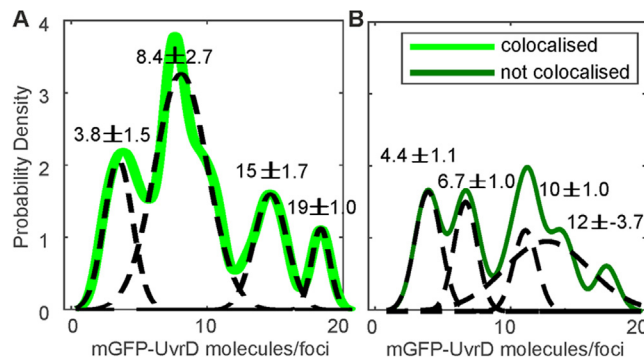 A
B
4
3
2
1
0
Probability Density
3.8±1.5
8.4±2.7
15±1.7
19±1.0
0
10
20
mGFP-UvrD molecules/foci
colocalised
not colocalised
4.4±1.1
6.7±1.0
10±1.0
12±-3.7
0
10
20
mGFP-UvrD molecules/foci